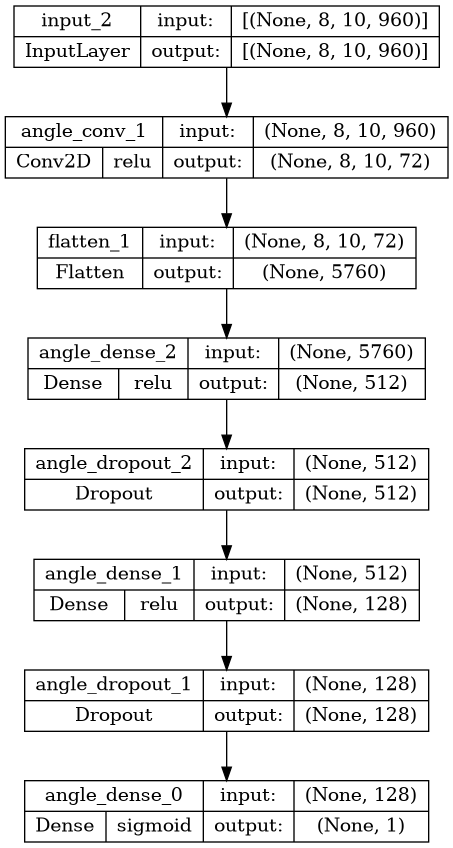 input_2 input: [(None, 8, 10, 960)]
InputLayer output: [(None, 8, 10, 960)]
angle_conv_1 input: (None, 8, 10, 960)
Conv2D relu output: (None, 8, 10, 72)
flatten_1 input: (None, 8, 10, 72)
Flatten output: (None, 5760)
angle_dense_2 input: (None, 5760)
Dense relu output: (None, 512)
angle_dropout_2 input: (None, 512)
Dropout output: (None, 512)
angle_dense_1 input: (None, 512)
Dense relu output: (None, 128)
angle_dropout_1 input: (None, 128)
Dropout output: (None, 128)
angle_dense_0 input: (None, 128)
Dense sigmoid output: (None, 1)